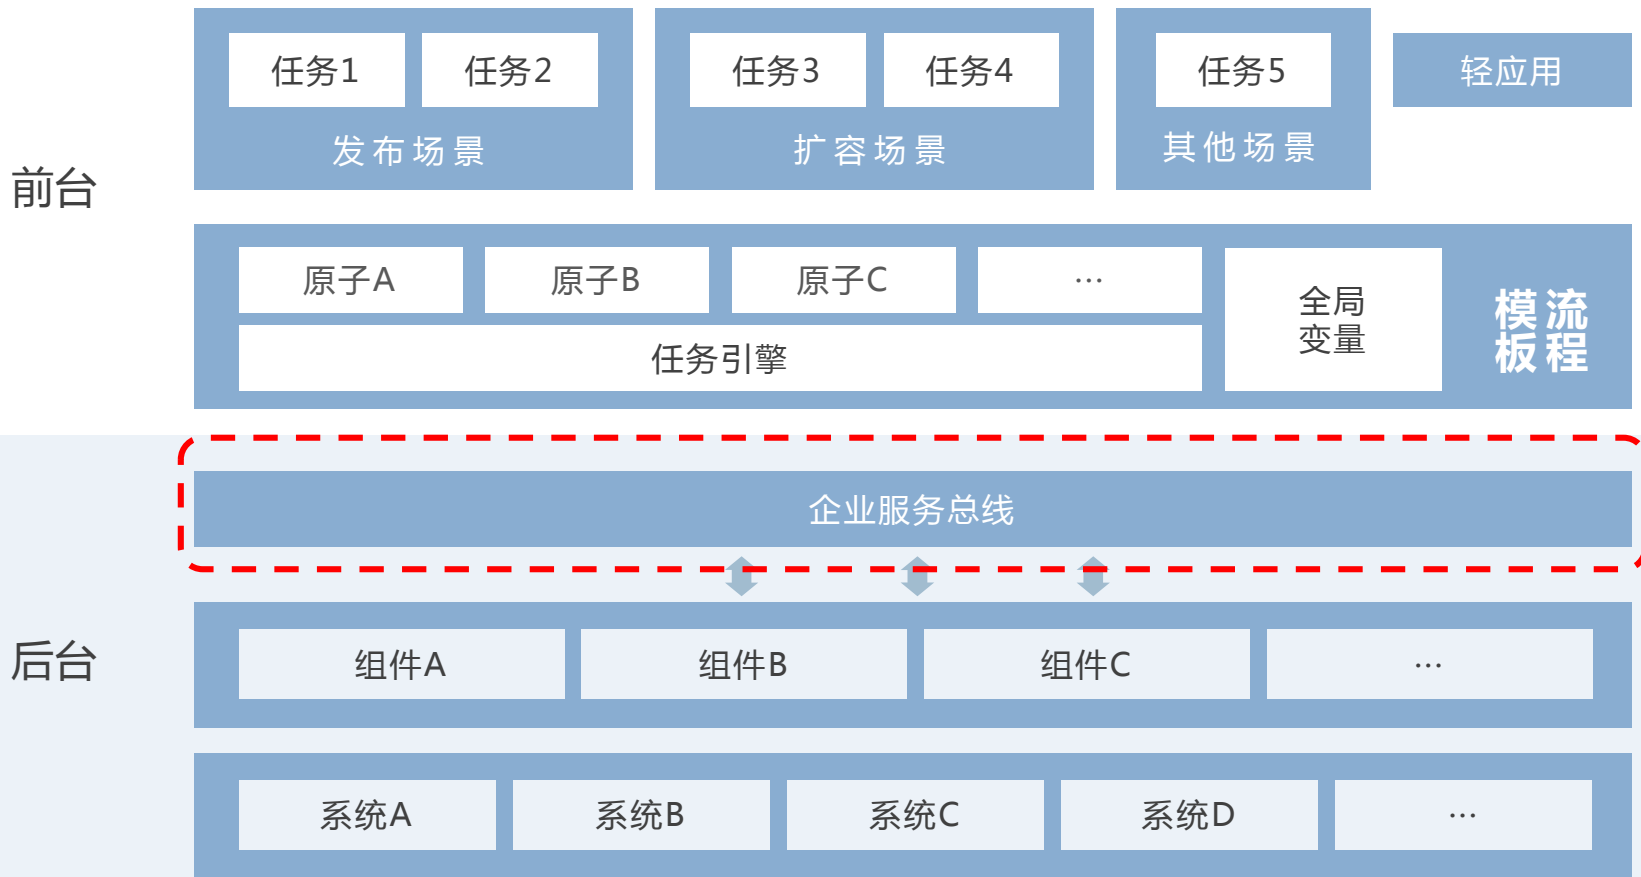 任务1
任务2
发布场景
任务3
任务4
扩容场景
任务5
其他场景
轻应用
前台
原子A
原子B
原子C
...
任务引擎
全局
变量
流程
模板
企业服务总线
后台
组件A
组件B
组件C
...
系统A
系统B
系统C
系统D
...